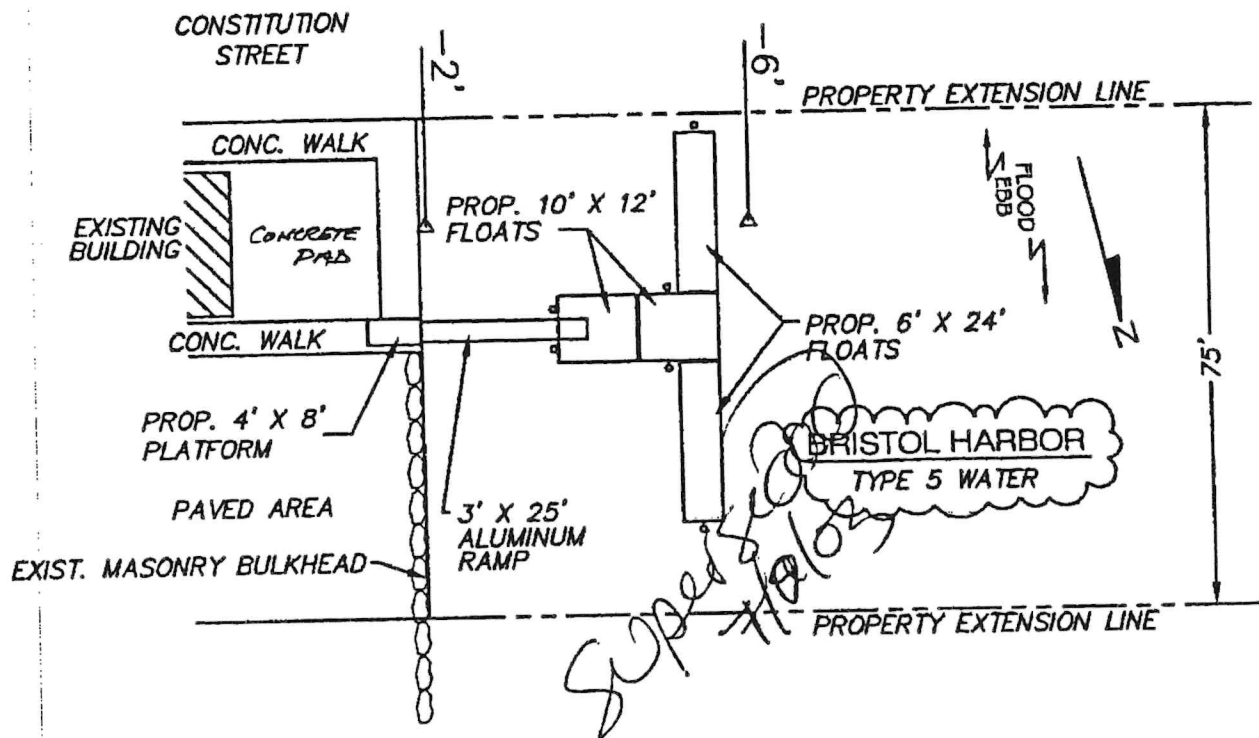 CONSTITUTION
STREET
-2'
-6'
PROPERTY EXTENSION LINE
CONC. WALK
FLOOD
EBB
PROP. 10' X 12'
FLOATS
EXISTING
BUILDING
CONCRETE
PAD
N
PROP. 6' X 24'
FLOATS
CONC. WALK
75'
PROP. 4' X 8'
PLATFORM
BRISTOL HARBOR
TYPE 5 WATER
PAVED AREA
3' X 25'
ALUMINUM
RAMP
EXIST. MASONRY BULKHEAD
PROPERTY EXTENSION LINE